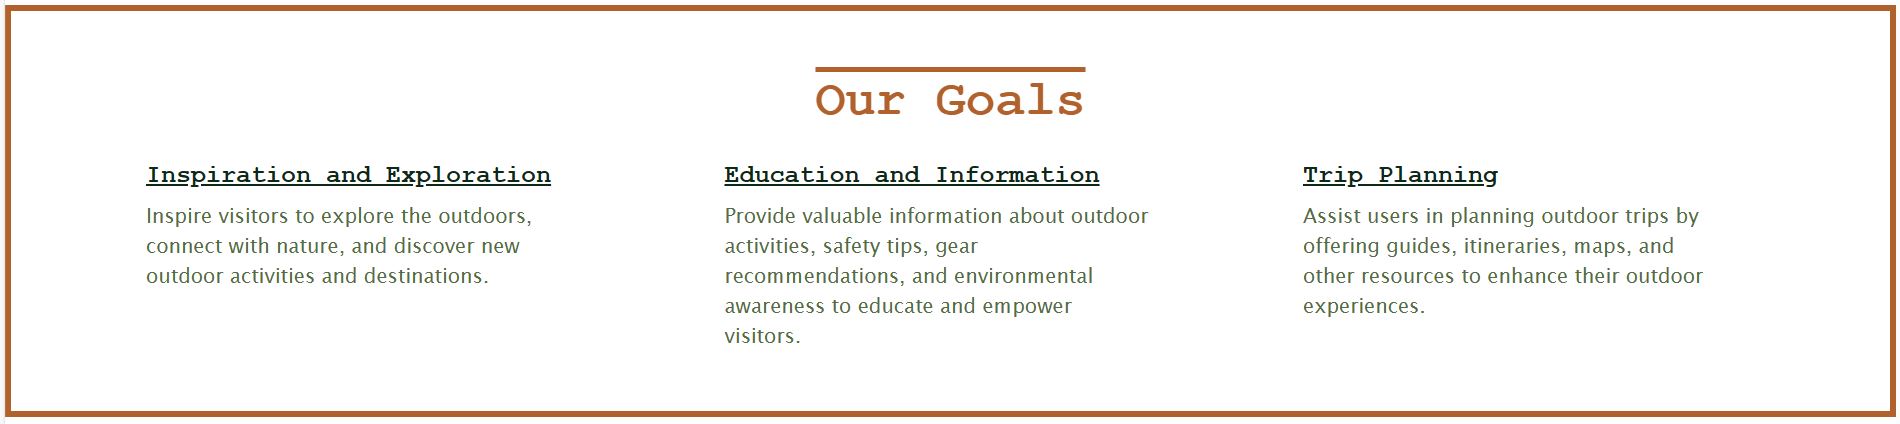 Our Goals
Inspiration and Exploration
Inspire visitors to explore the outdoors,
connect with nature, and discover new
outdoor activities and destinations.
Education and Information
Provide valuable information about outdoor
activities, safety tips, gear
recommendations, and environmental
awareness to educate and empower
visitors.
Trip Planning
Assist users in planning outdoor trips by
offering guides, itineraries, maps, and
other resources to enhance their outdoor
experiences.